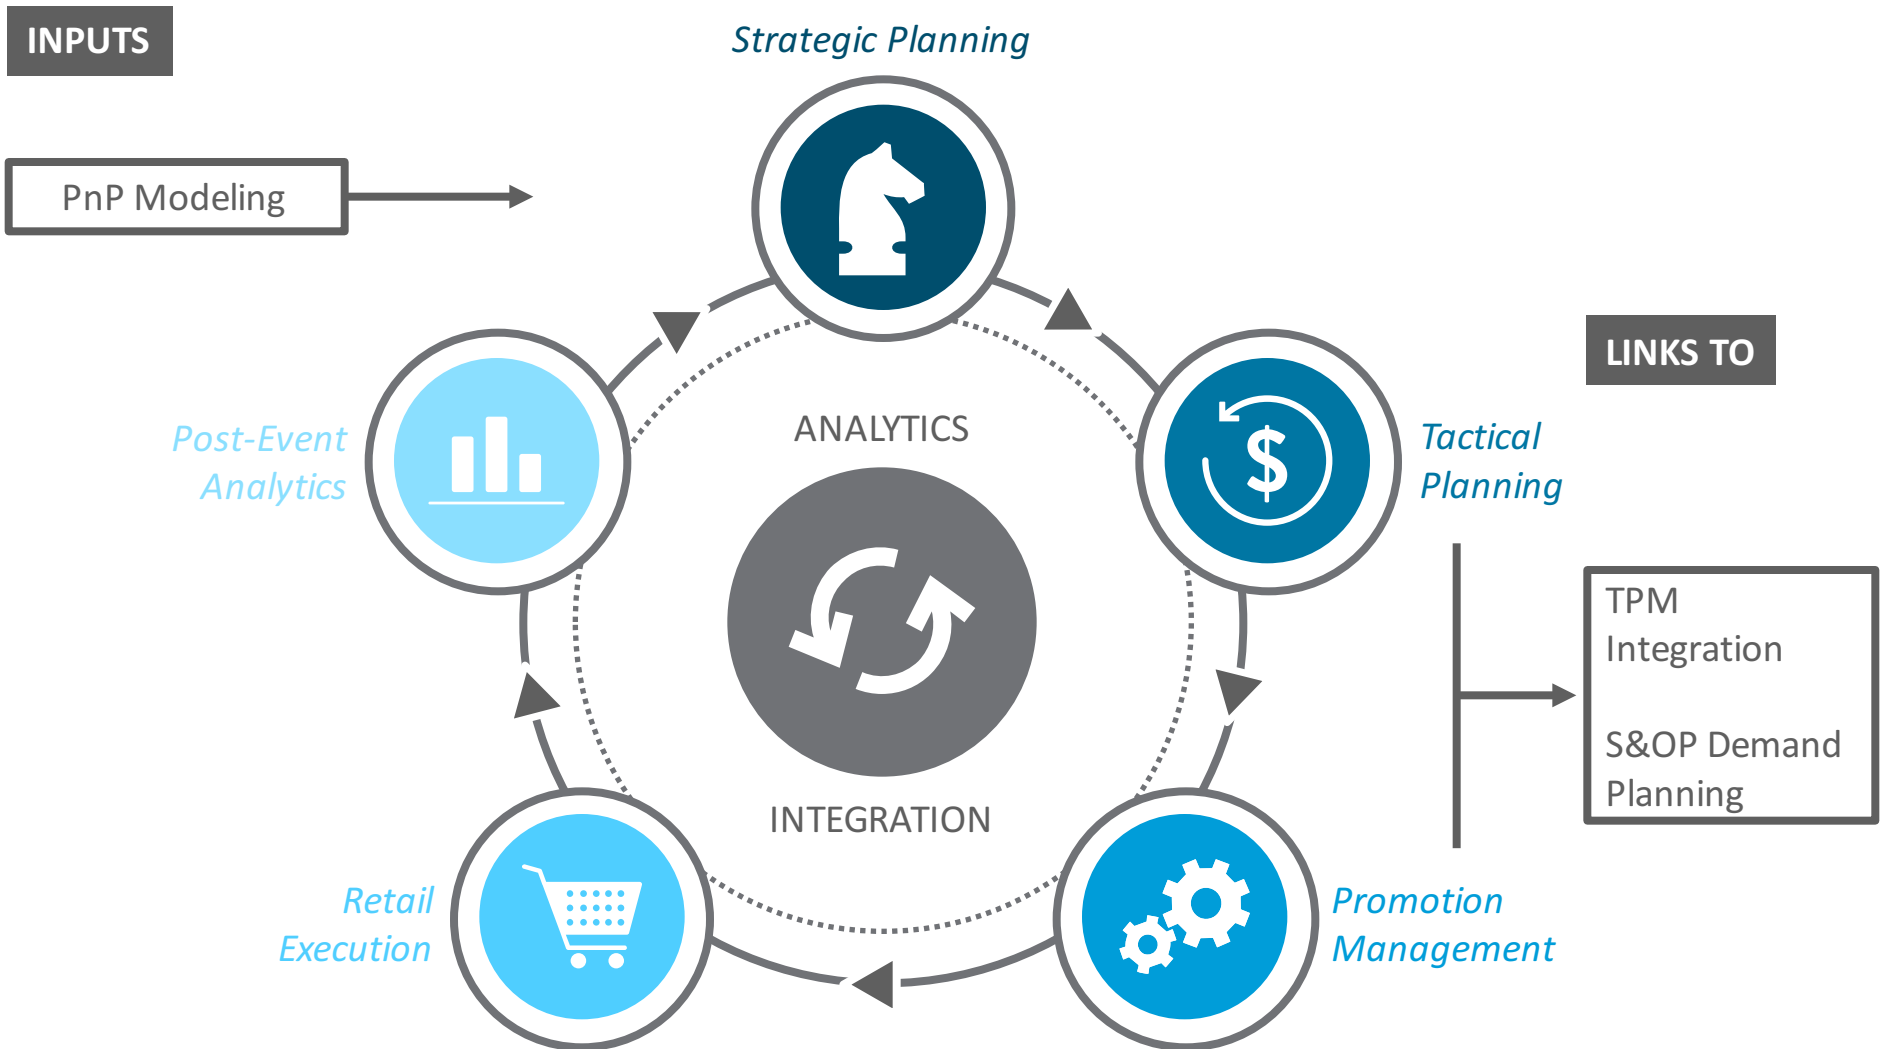 INPUTS
Strategic Planning
PnP Modeling
LINKS TO
ANALYTICS
Post-Event
Analytics
Tactical
Planning
$
TPM
Integration
S&OP Demand
Planning
INTEGRATION
Retail
Execution
Promotion
Management